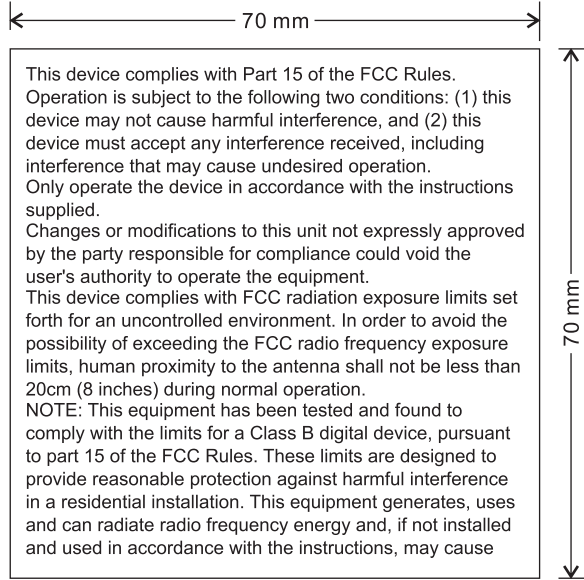 70 mm
This device complies with Part 15 of the FCC Rules.
Operation is subject to the following two conditions: (1) this
device may not cause harmful interference, and (2) this
device must accept any interference received, including
interference that may cause undesired operation.
Only operate the device in accordance with the instructions
supplied.
Changes or modifications to this unit not expressly approved
by the party responsible for compliance could void the
user's authority to operate the equipment.
This device complies with FCC radiation exposure limits set
forth for an uncontrolled environment. In order to avoid the
possibility of exceeding the FCC radio frequency exposure
limits, human proximity to the antenna shall not be less than
20cm (8 inches) during normal operation.
NOTE: This equipment has been tested and found to
comply with the limits for a Class B digital device, pursuant
to part 15 of the FCC Rules. These limits are designed to
provide reasonable protection against harmful interference
in a residential installation. This equipment generates, uses
and can radiate radio frequency energy and, if not installed
and used in accordance with the instructions, may cause
70 mm